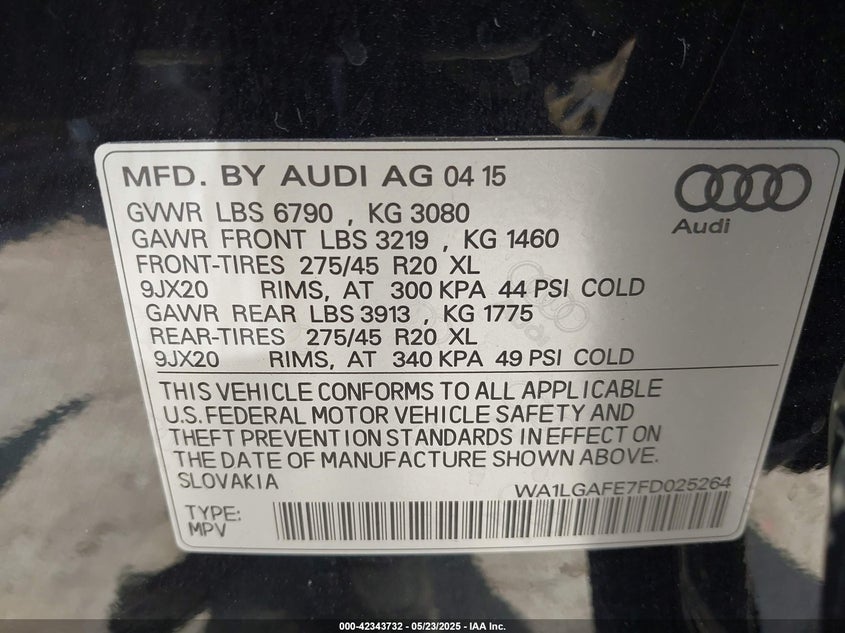 MFD. BY AUDI AG 04 15
GVWR LBS 6790 , KG 3080
GAWR FRONT LBS 3219 , KG 1460
FRONT-TIRES 275/45 R20 XL
9JX20 RIMS, AT 300 KPA 44 PSI COLD
GAWR REAR LBS 3913 , KG 1775
REAR-TIRES 275/45 R20 XL
9JX20 RIMS, AT 340 KPA 49 PSI COLD
Audi
THIS VEHICLE CONFORMS TO ALL APPLICABLE
U.S. FEDERAL MOTOR VEHICLE SAFETY AND
THEFT PREVENTION STANDARDS IN EFFECT ON
THE DATE OF MANUFACTURE SHOWN ABOVE.
SLOVAKIA
WA1LGAFE7FD025264
TYPE:
MPV
000-42343732 - 05/23/2025 - IAA Inc.